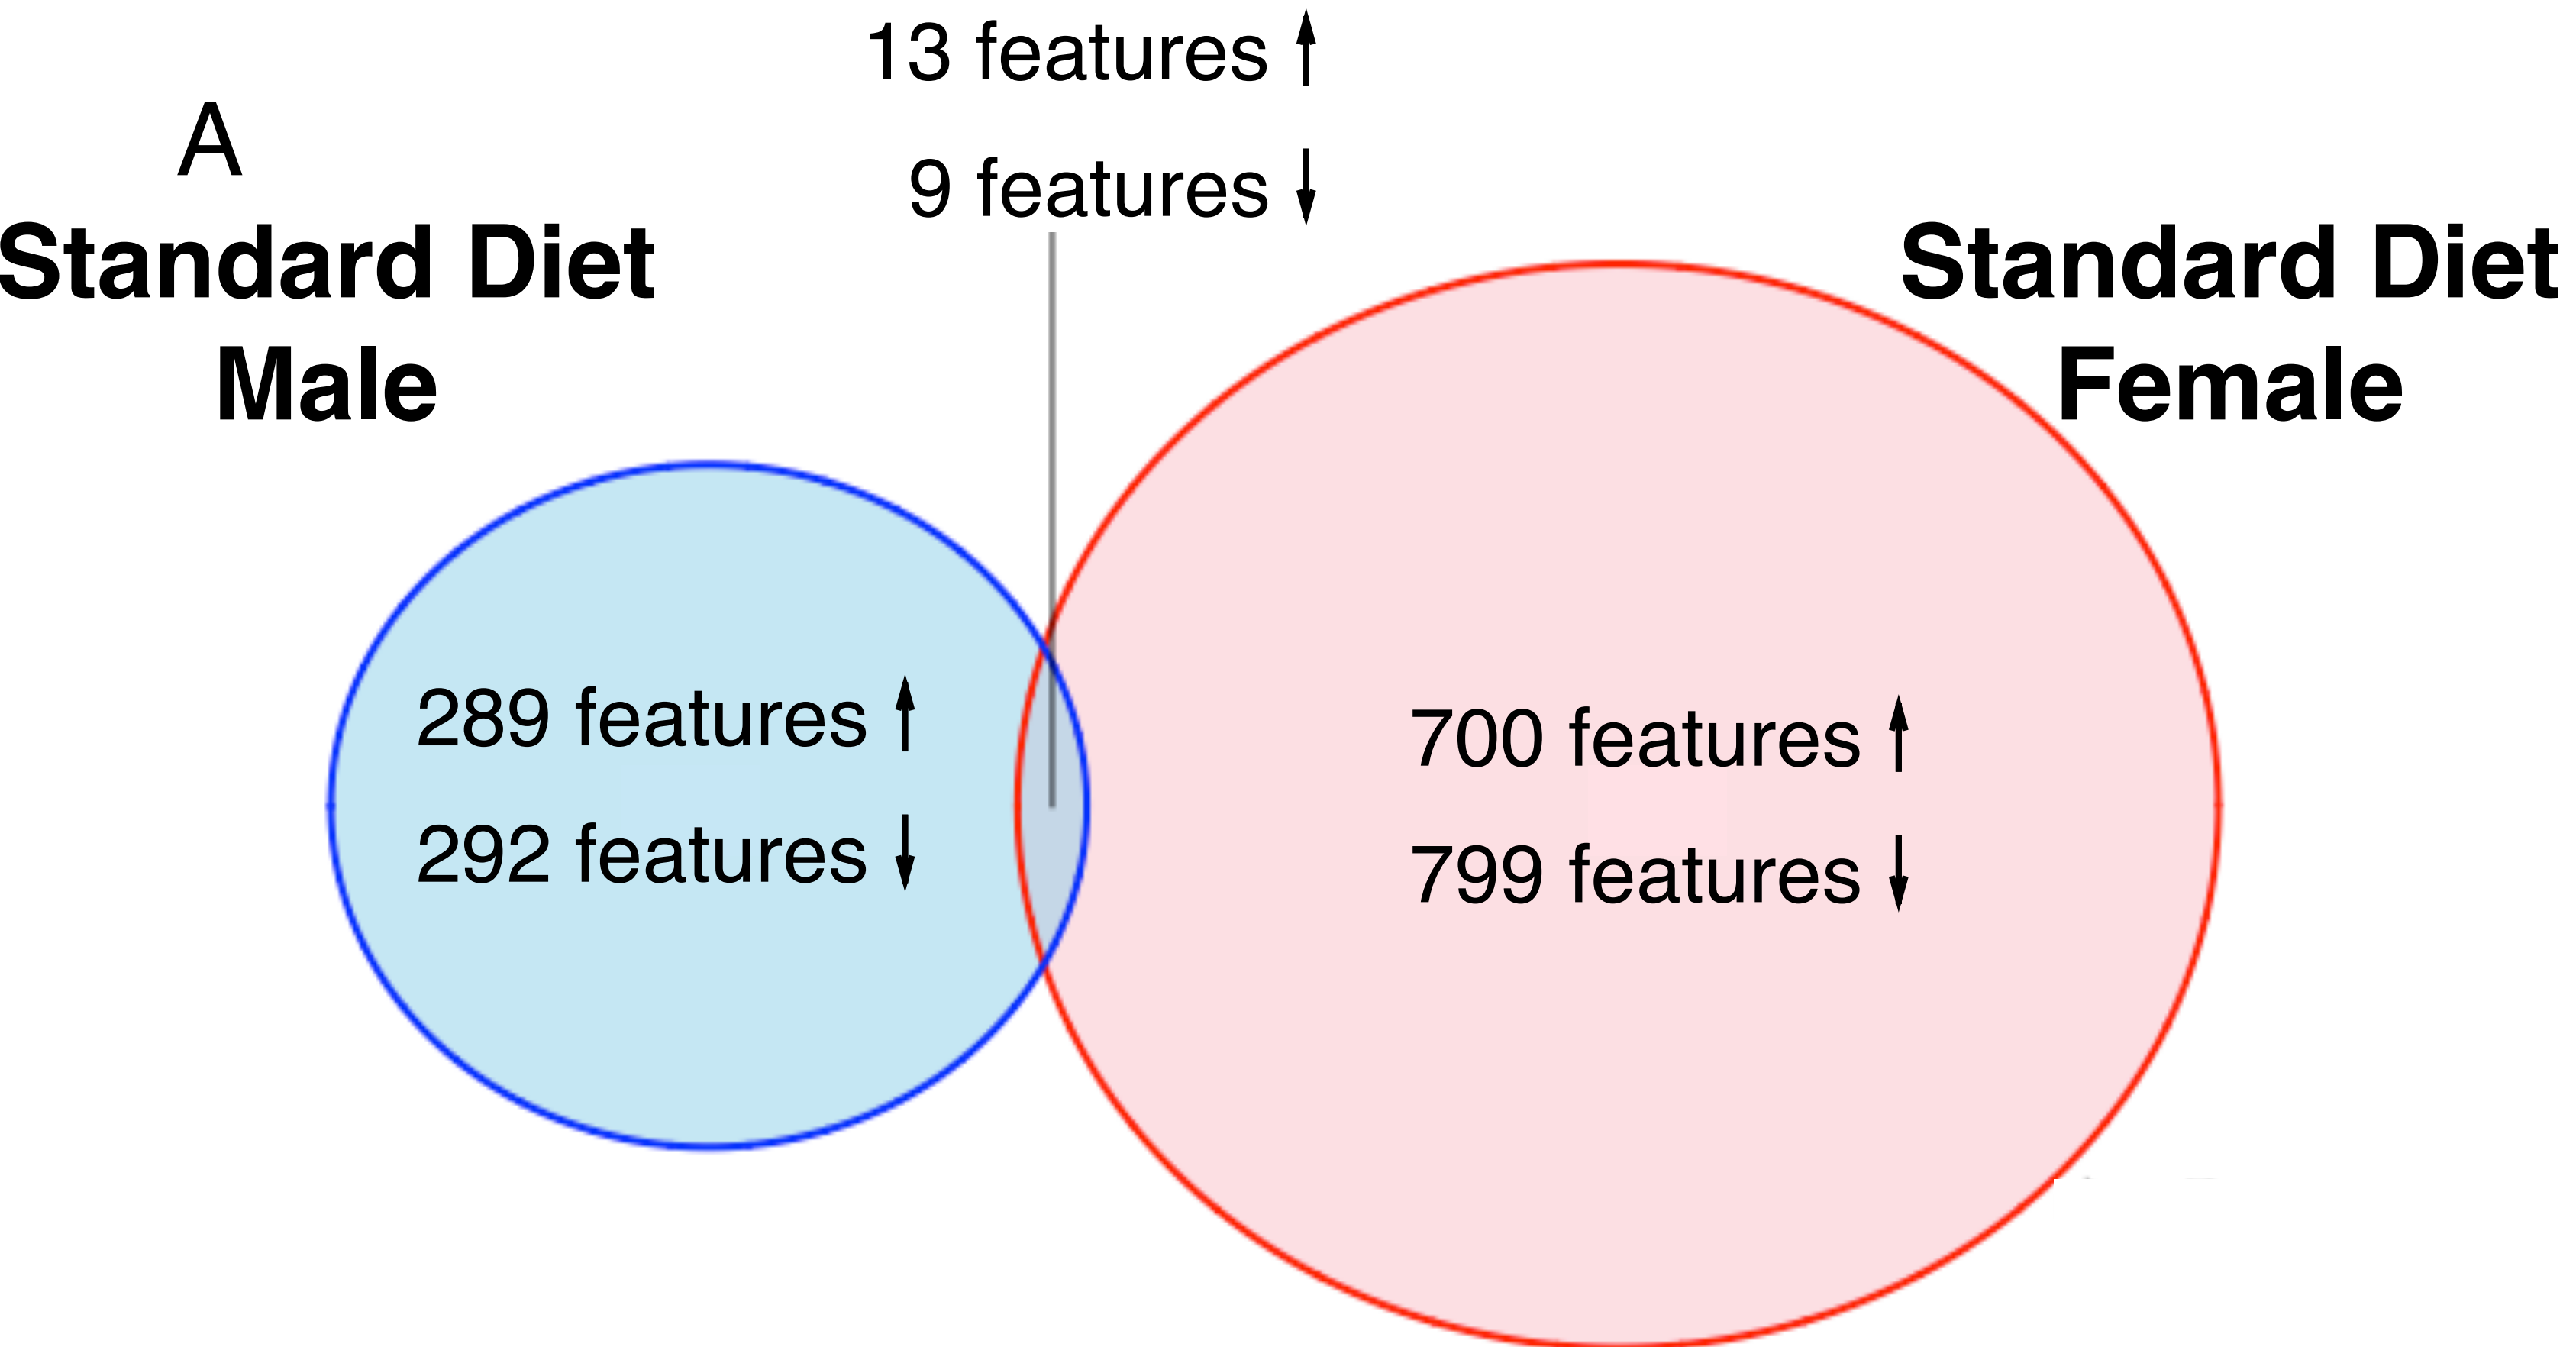 13 features ↑
9 features ↓
A
Standard Diet
Male
Standard Diet
Female
289 features ↑
292 features ↓
700 features ↑
799 features ↓